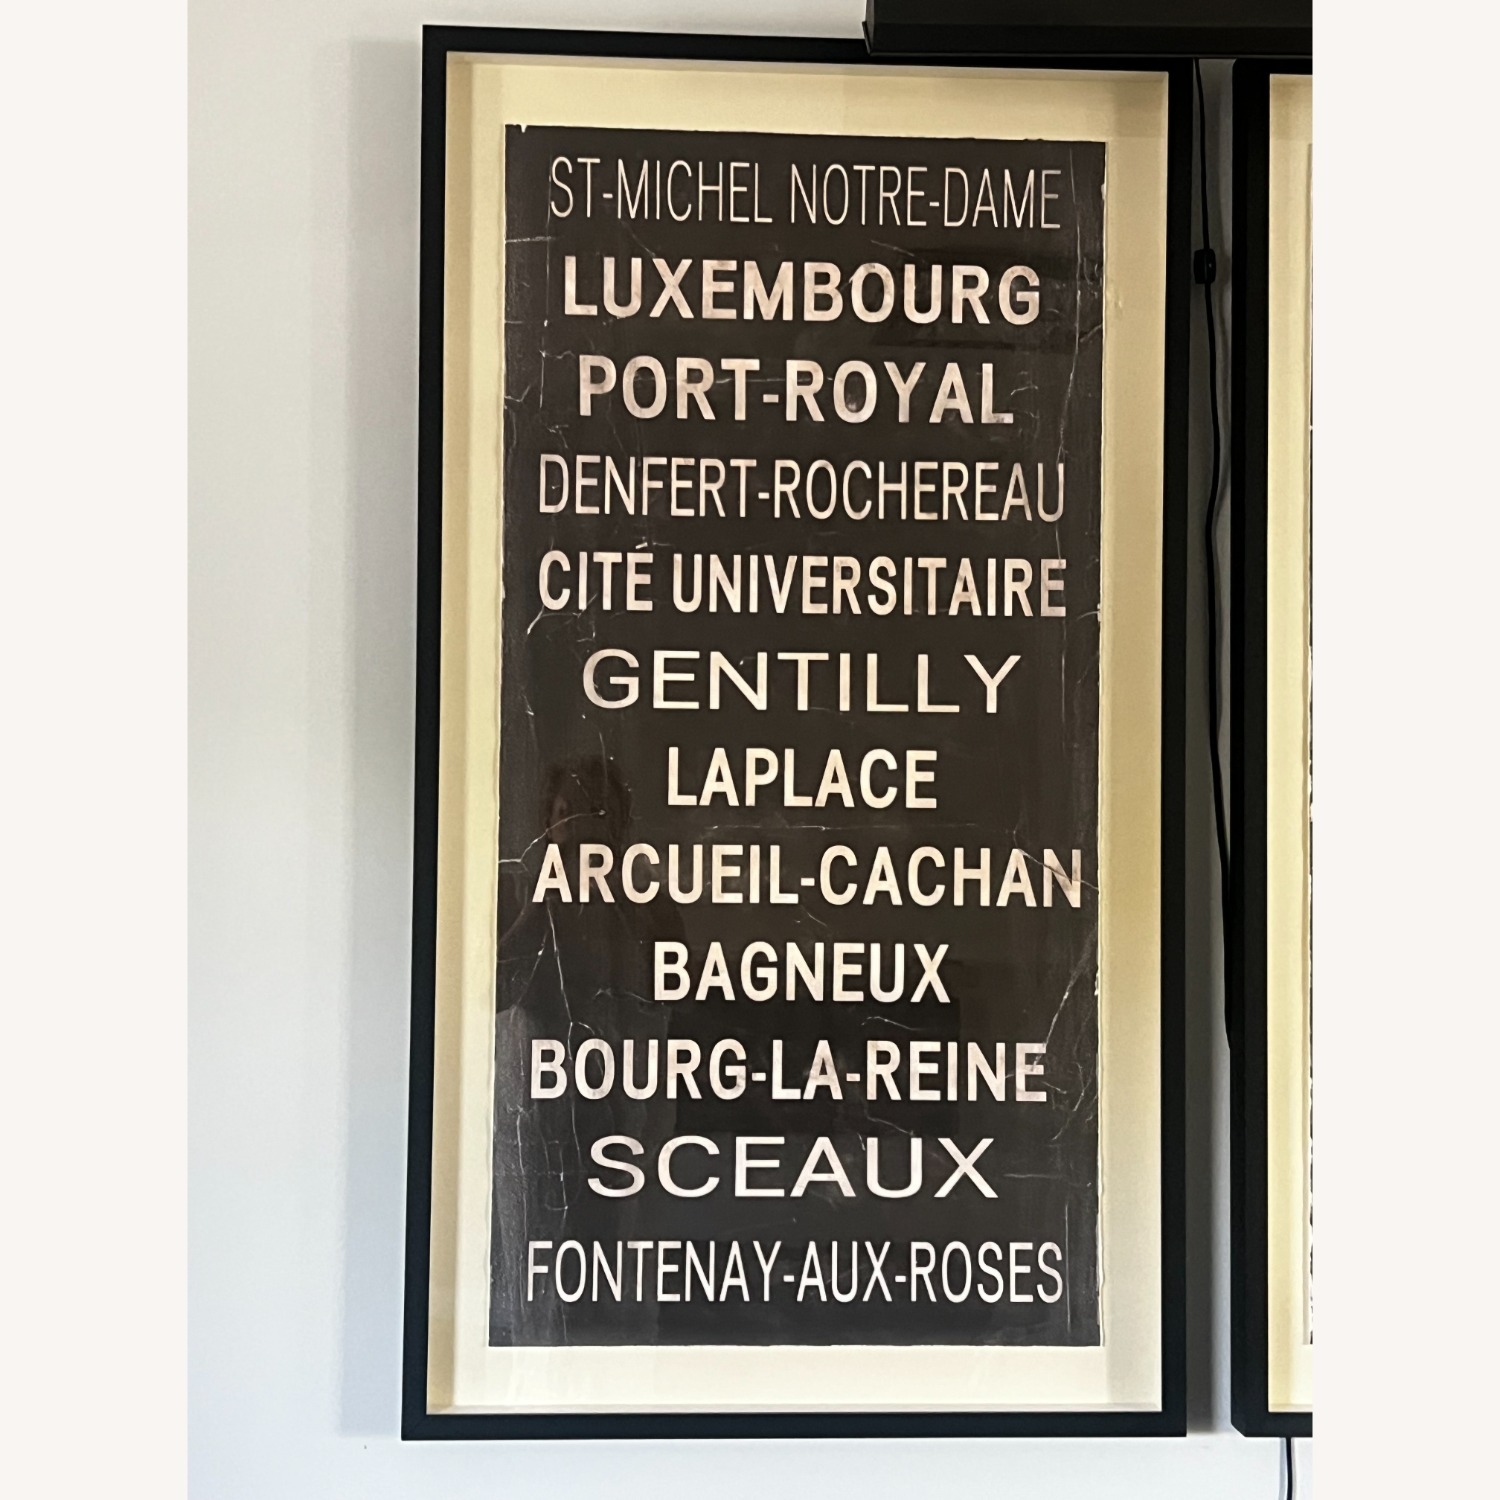 ST-MICHEL NOTRE-DAME
LUXEMBOURG
PORT-ROYAL
DENFERT-ROCHEREAU
CITÉ UNIVERSITAIRE
GENTILLY
LAPLACE
ARCUEIL-CACHAN
BAGNEUX
BOURG-LA-REINE
SCEAUX
FONTENAY-AUX-ROSES